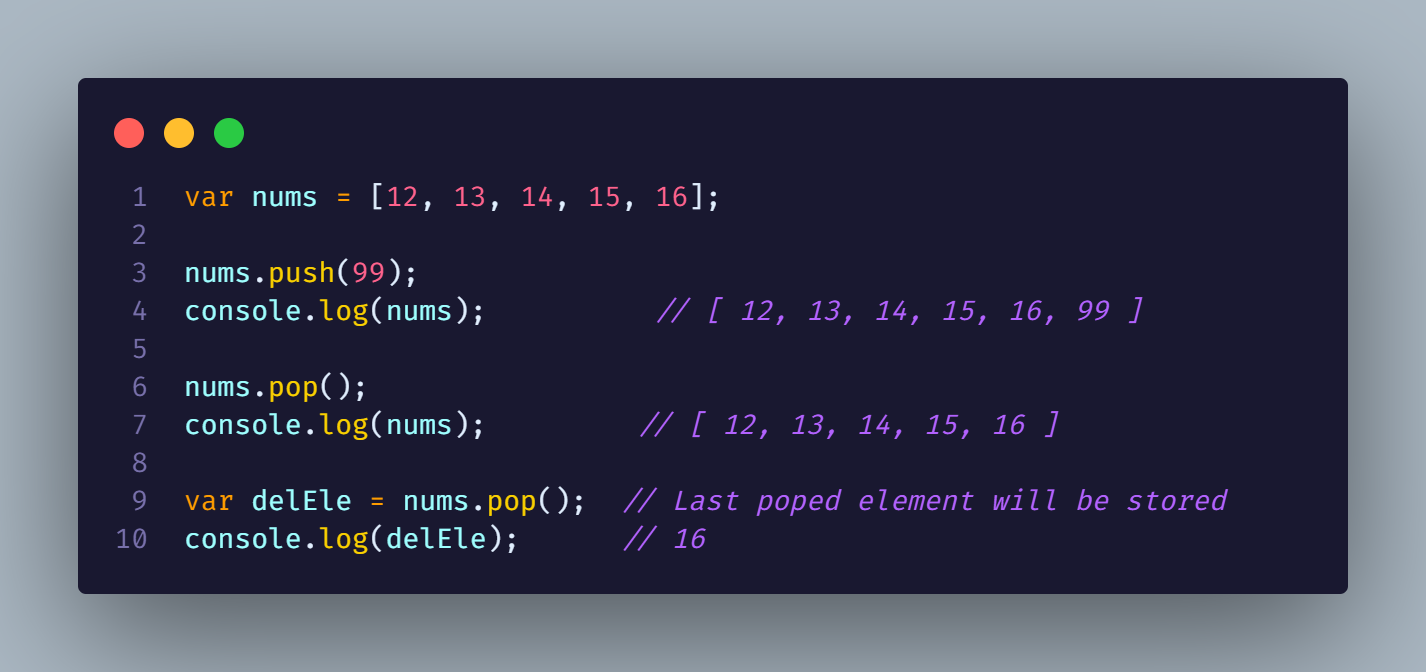 1 var nums = [12, 13, 14, 15, 16];
2
3 nums.push(99);
4 console.log(nums); // [ 12, 13, 14, 15, 16, 99 ]
5
6 nums.pop();
7 console.log(nums); // [ 12, 13, 14, 15, 16 ]
8
9 var delEle = nums.pop(); // Last poped element will be stored
10 console.log(delEle); // 16